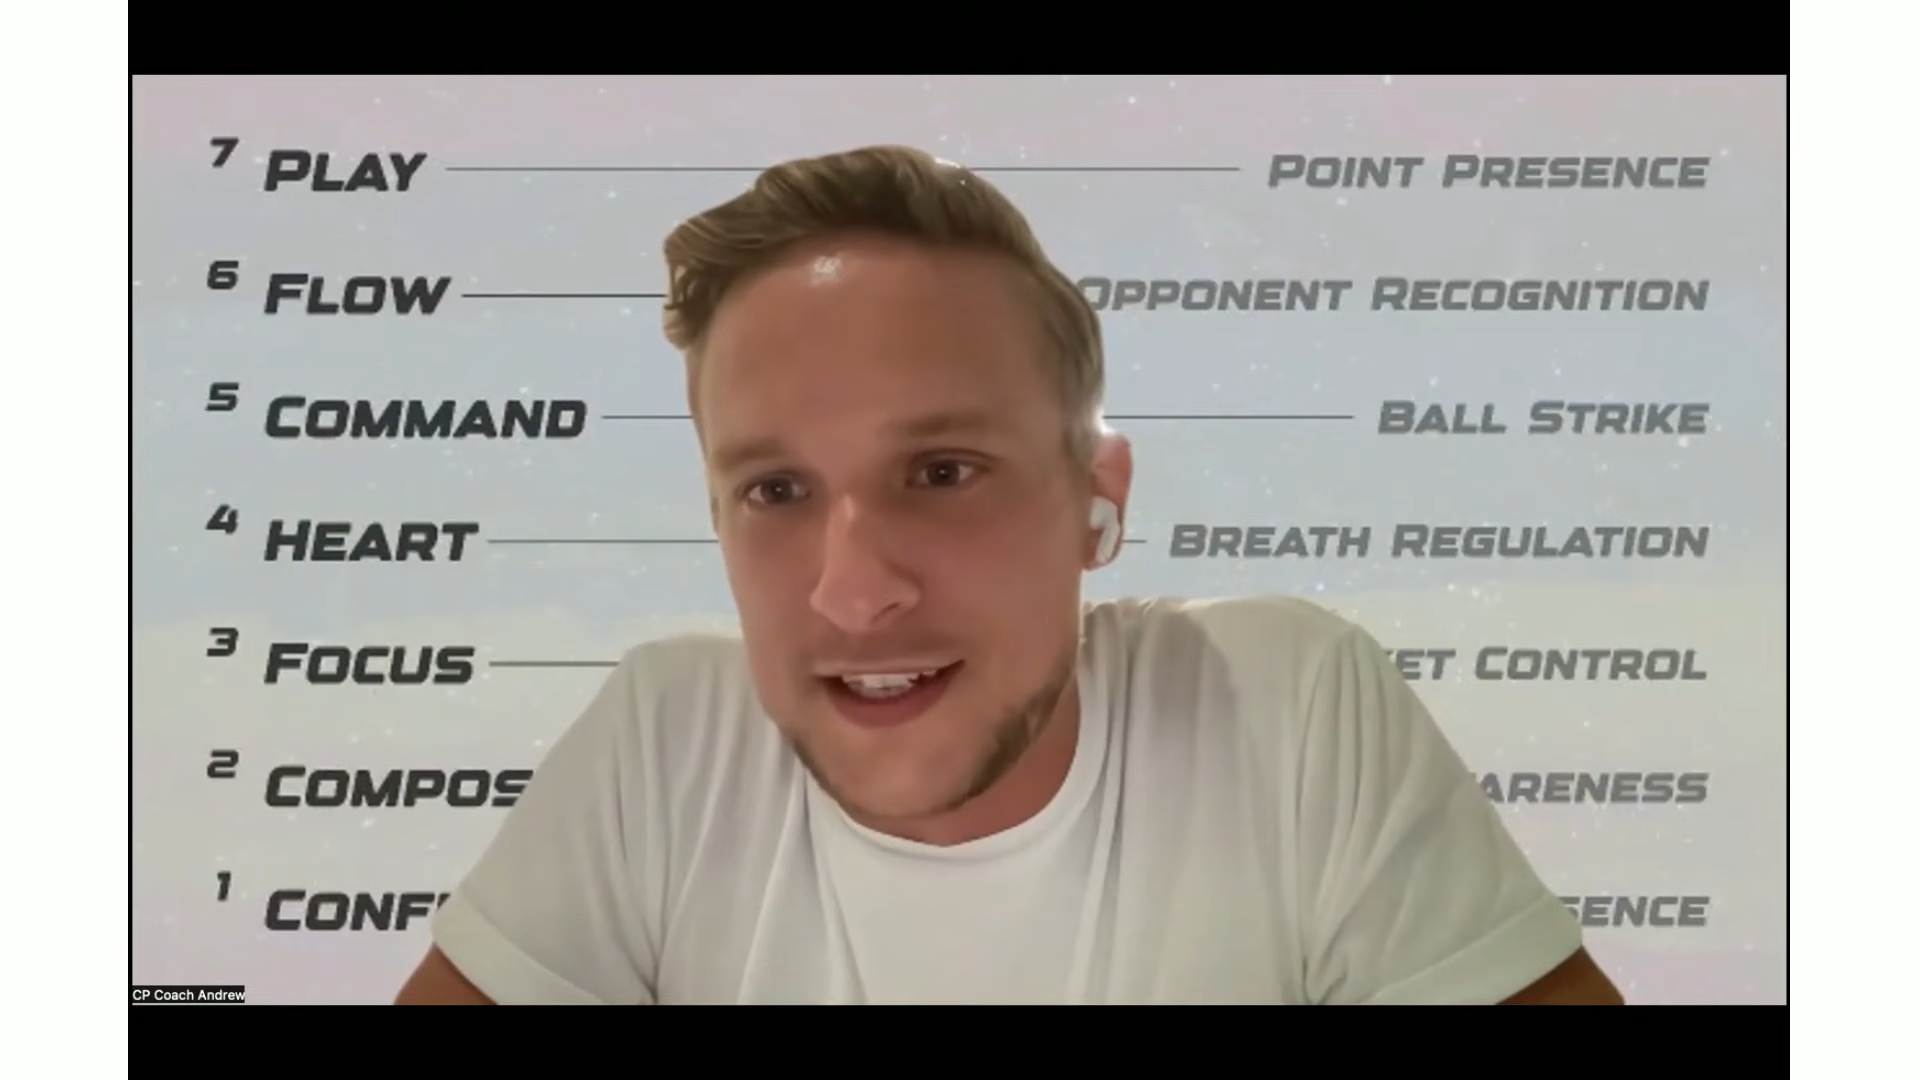 7 PLAY POINT PRESENCE
6 FLOW OPPONENT RECOGNITION
5 COMMAND BALL STRIKE
4 HEART BREATH REGULATION
3 FOCUS CONTROL
2
1
CP Coach Andrew